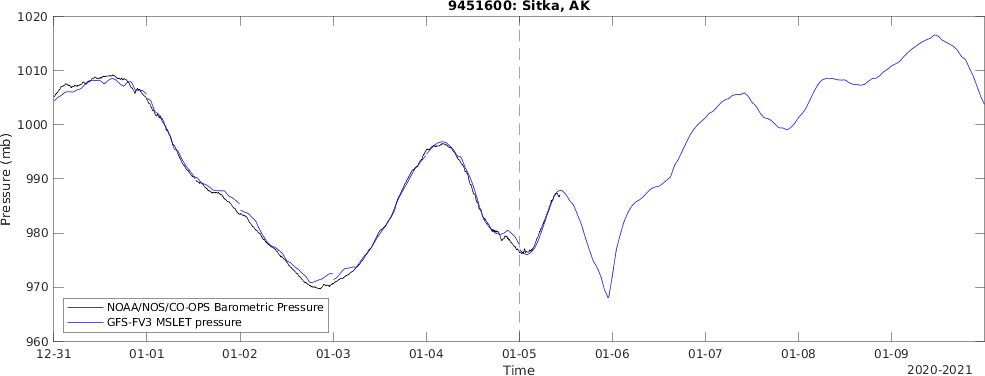 9451600: Sitka, AK
1020
1010
1000
990
980
970
960
Pressure (mb)
NOAA/NOS/CO-OPS Barometric Pressure
GFS-FV3 MSLET pressure
12-31 01-01 01-02 01-03 01-04 01-05 01-06 01-07 01-08 01-09
Time
2020-2021